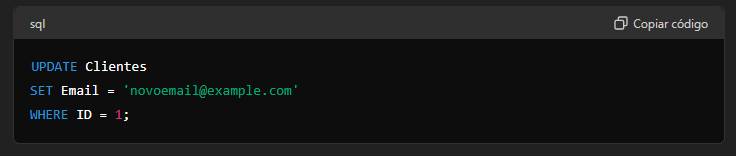 sql
Copiar código
UPDATE Clientes
SET Email = 'novoemail@example.com'
WHERE ID = 1;